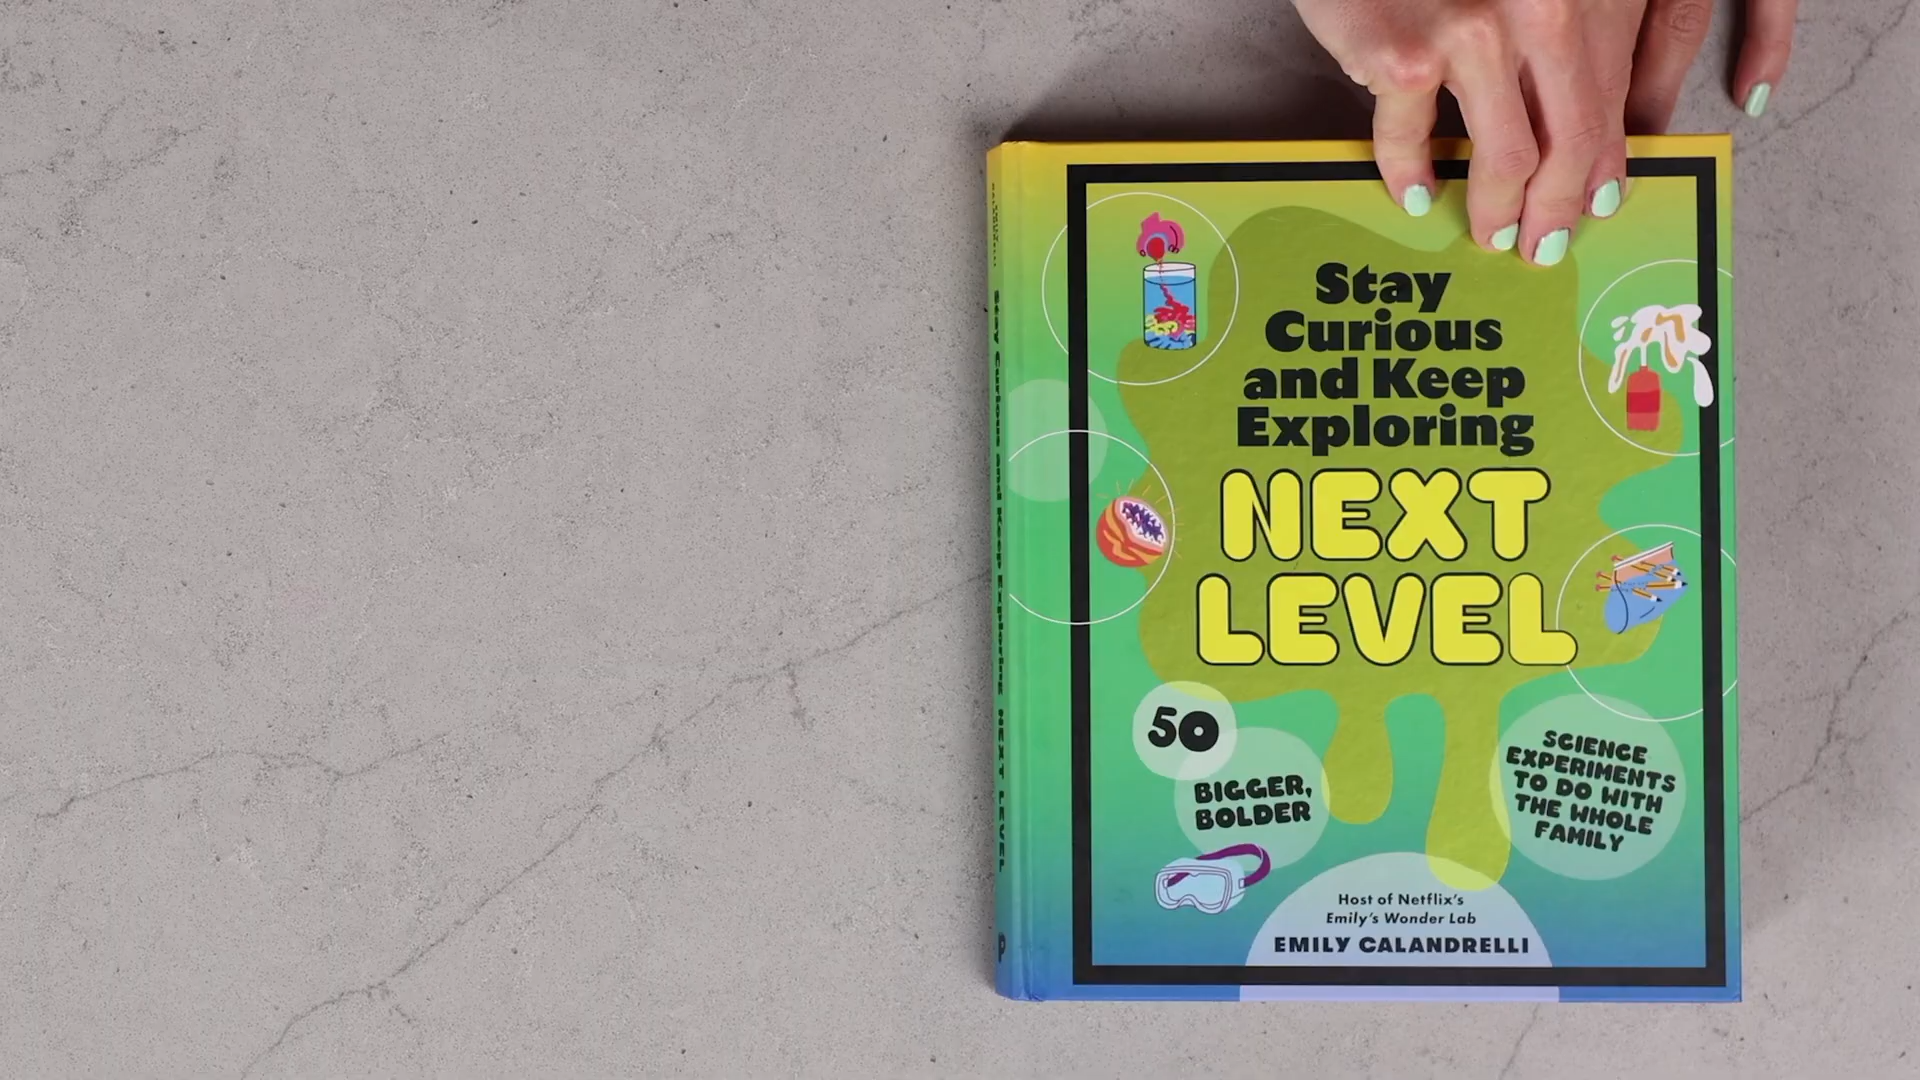 Stay
Curious
and Keep
Exploring
NEXT
LEVEL
50
BIGGER,
BOLDER
SCIENCE
EXPERIMENTS
TO DO WITH
THE WHOLE
FAMILY
Host of Netflix's
Emily's Wonder Lab
EMILY CALANDRELLI
Stay Curious and Keep Exploring NEXT LEVEL